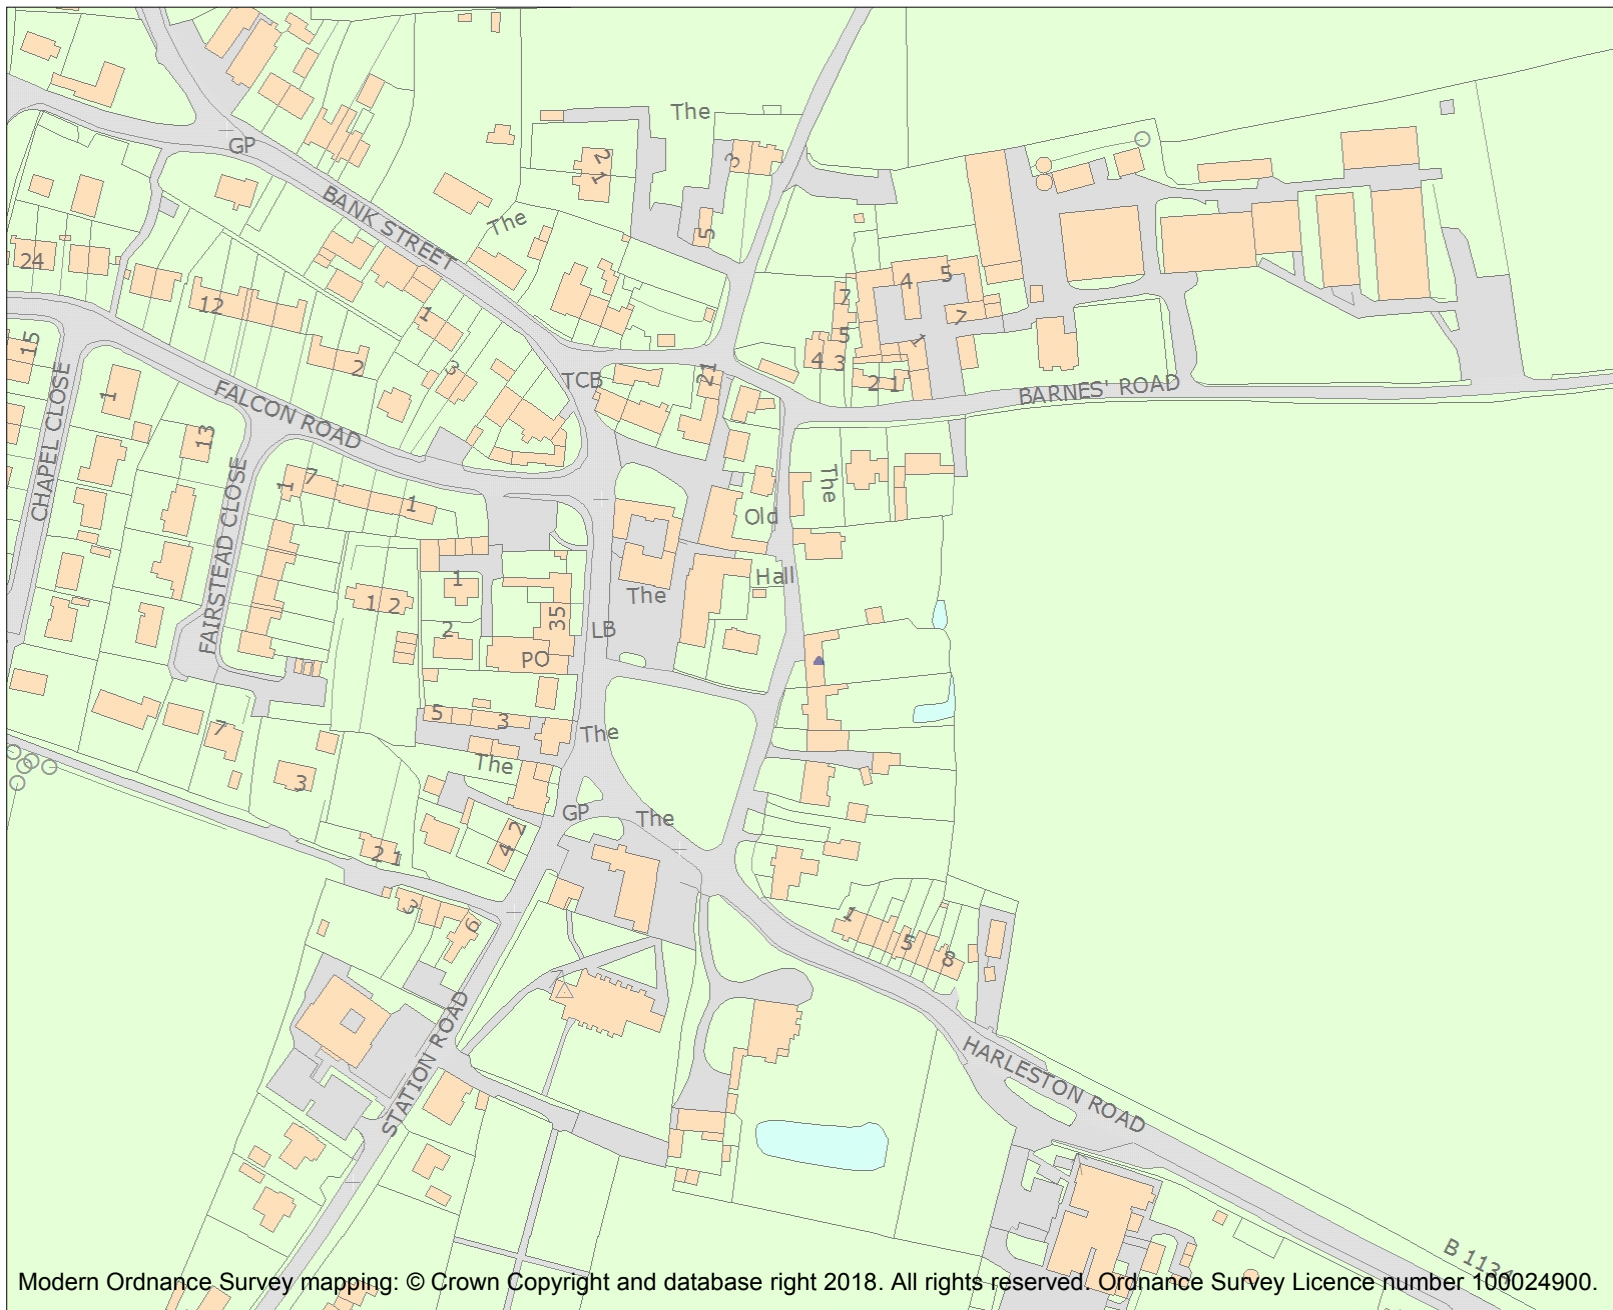 The
GP
2
1
3
BANK STREET
The
5
24
12
4
5
7
7
1
5
15
1
4
3
2
3
2 1
21
TCB
BARNES' ROAD
1
FALCON ROAD
CHAPEL CLOSE
13
1
7
1
The
FAIRSTEAD CLOSE
Old
Hall
1
1 2
The
35
2
LB
PO
5
3
7
The
The
3
GP
The
2
4
2 1
3
6
1
5
8
STATION ROAD
HARLESTON ROAD
B 1134
Modern Ordnance Survey mapping: © Crown Copyright and database right 2018. All rights reserved. Ordnance Survey Licence number 100024900.